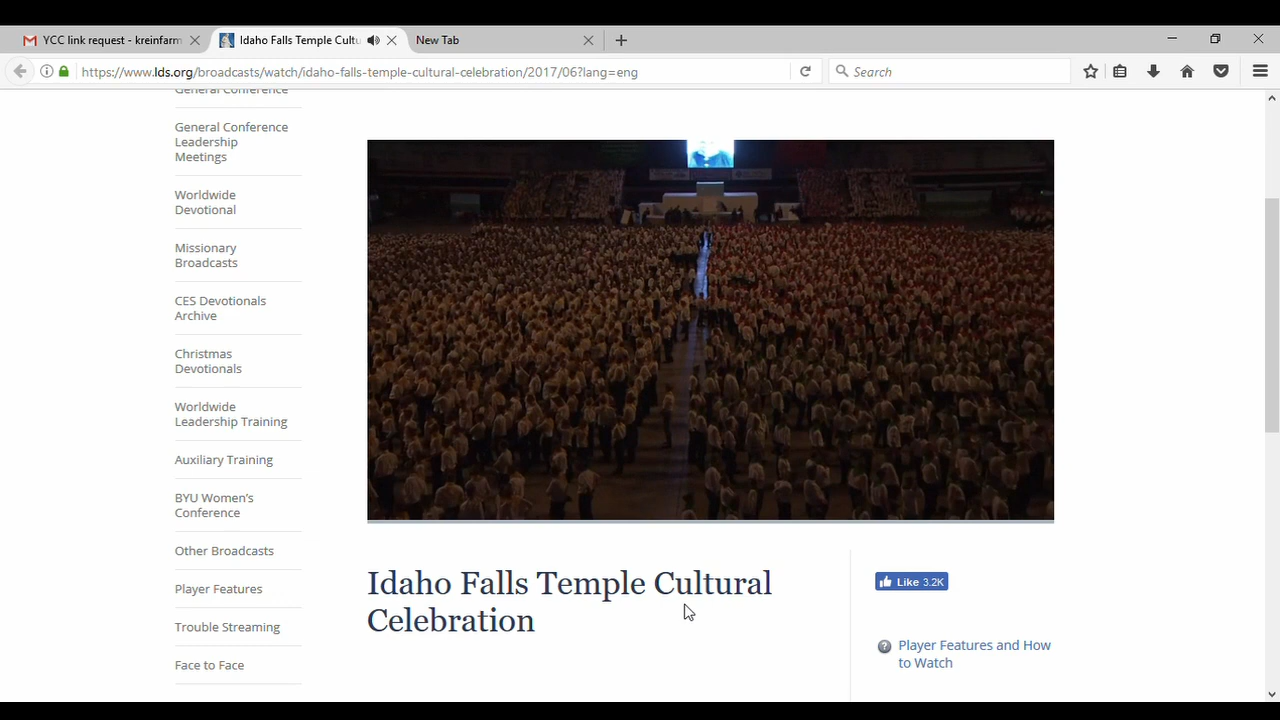 YCC link request - kreinfarm
Idaho Falls Temple Cultu
New Tab
https://www.lds.org/broadcasts/watch/idaho-falls-temple-cultural-celebration/2017/06?lang=eng
Search
General Conference
General Conference
Leadership
Meetings
Worldwide
Devotional
Missionary
Broadcasts
CES Devotionals
Archive
Christmas
Devotionals
Worldwide
Leadership Training
Auxiliary Training
BYU Women's
Conference
Other Broadcasts
Player Features
Trouble Streaming
Face to Face
Idaho Falls Temple Cultural
Celebration
Like 3.2K
Player Features and How
to Watch